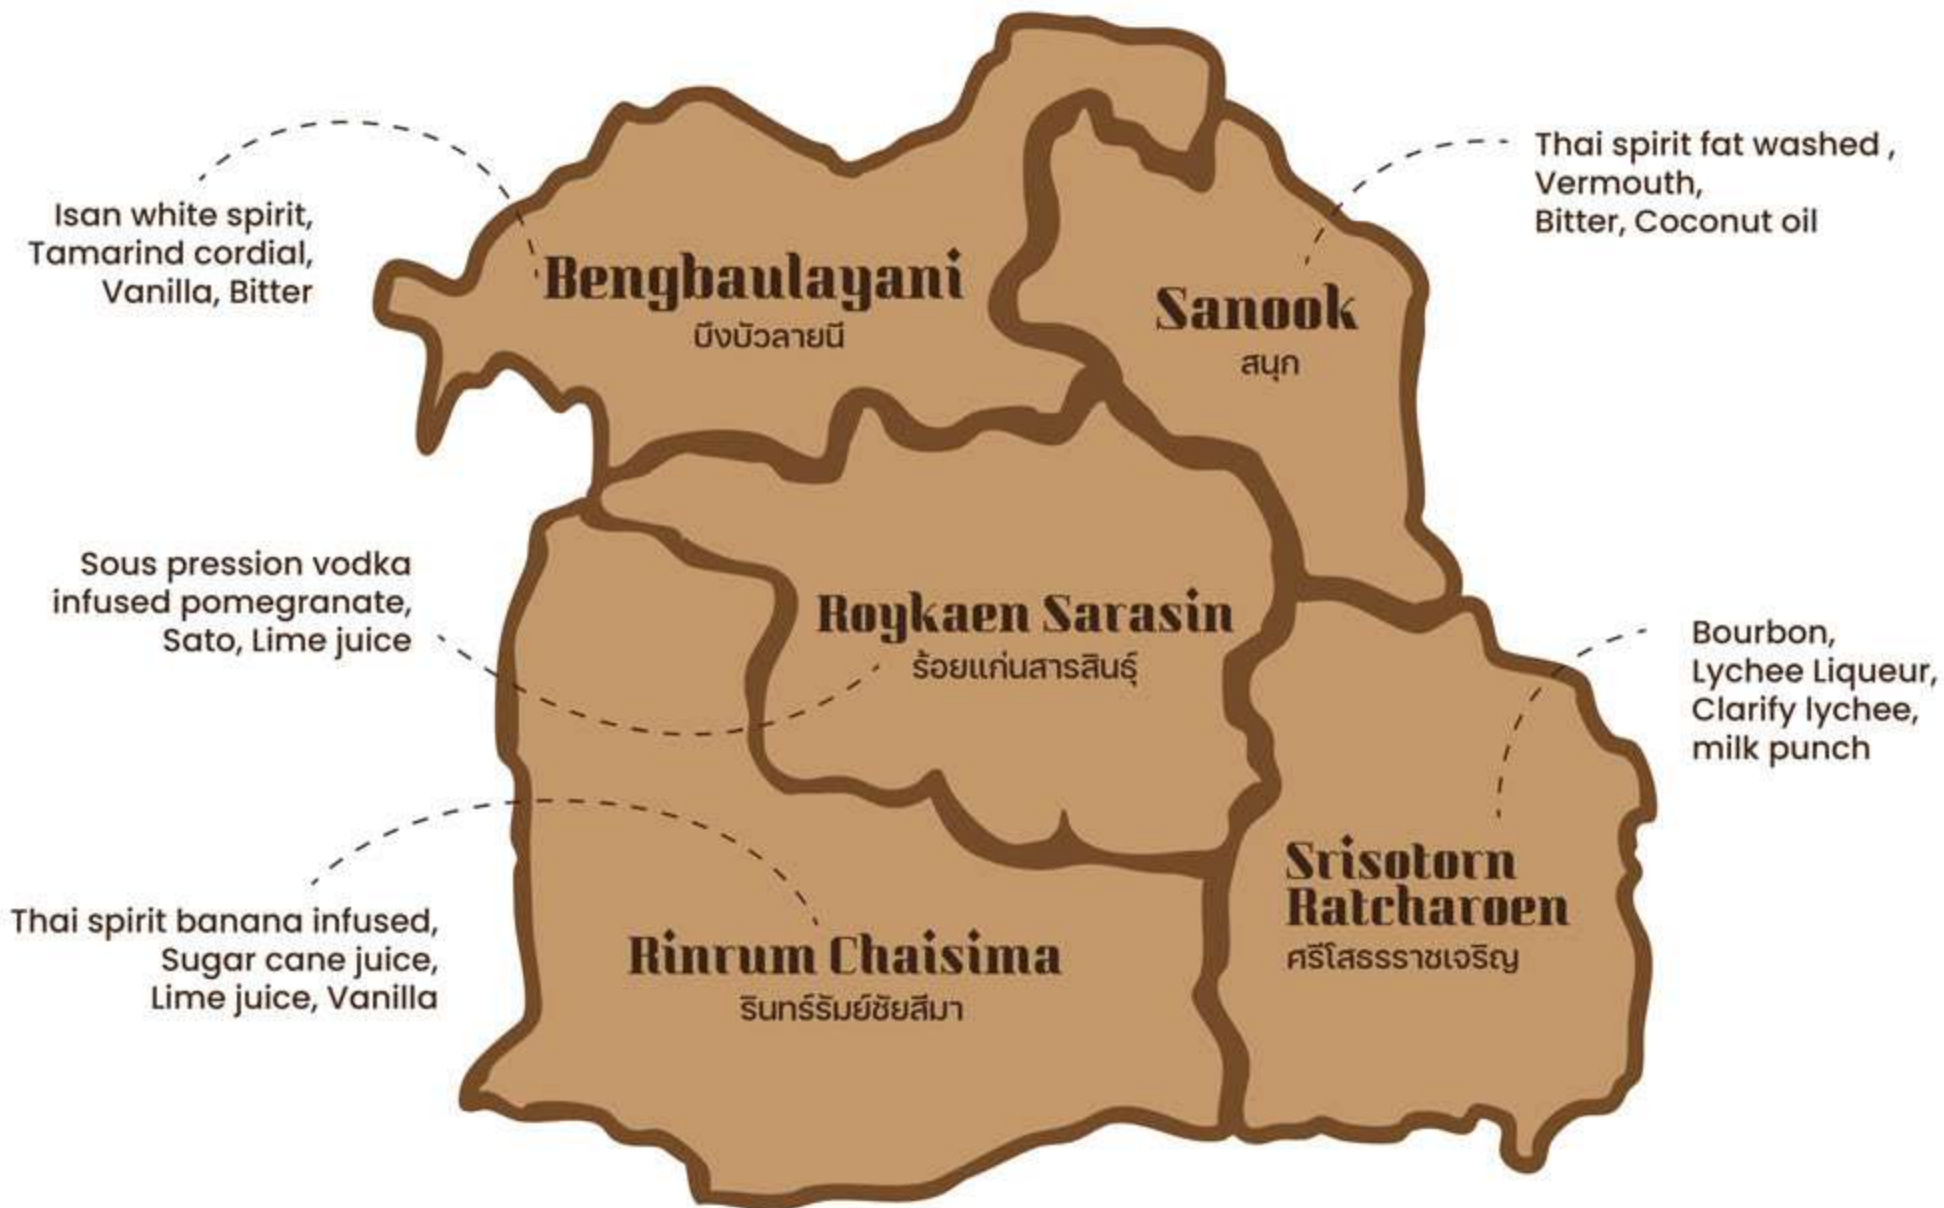 Thai spirit fat washed ,
Vermouth,
Bitter, Coconut oil
Isan white spirit,
Tamarind cordial,
Vanilla, Bitter
Bengbaulayani
บึงบัวลายนี
Sanook
สนุก
Sous pression vodka
infused pomegranate,
Sato, Lime juice
Roykaen Sarasin
ร้อยแก่นสารสินธุ์
Bourbon,
Lychee Liqueur,
Clarify lychee,
milk punch
Srisotorn
Ratcharoen
ศรีโสธรราชเจริญ
Thai spirit banana infused,
Sugar cane juice,
Lime juice, Vanilla
Rinrum Chaisima
รินทร์รัมย์ชัยสีมา